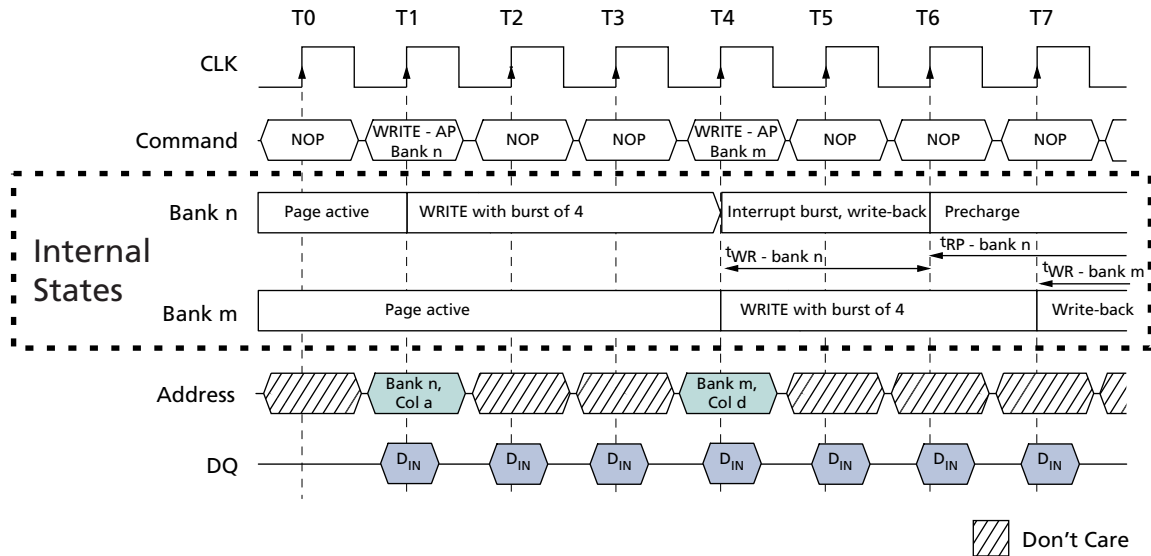 T0 T1 T2 T3 T4 T5 T6 T7
CLK
Command NOP WRITE - AP NOP NOP WRITE - AP NOP NOP NOP
Bank n Bank m
Bank n Page active WRITE with burst of 4 Interrupt burst, write-back Precharge
Internal
States
tWR - bank n tRP - bank n
tWR - bank m
Bank m Page active WRITE with burst of 4 Write-back
Address Bank n, Bank m,
Col a Col d
DQ DIN DIN DIN DIN DIN DIN DIN
Don't Care